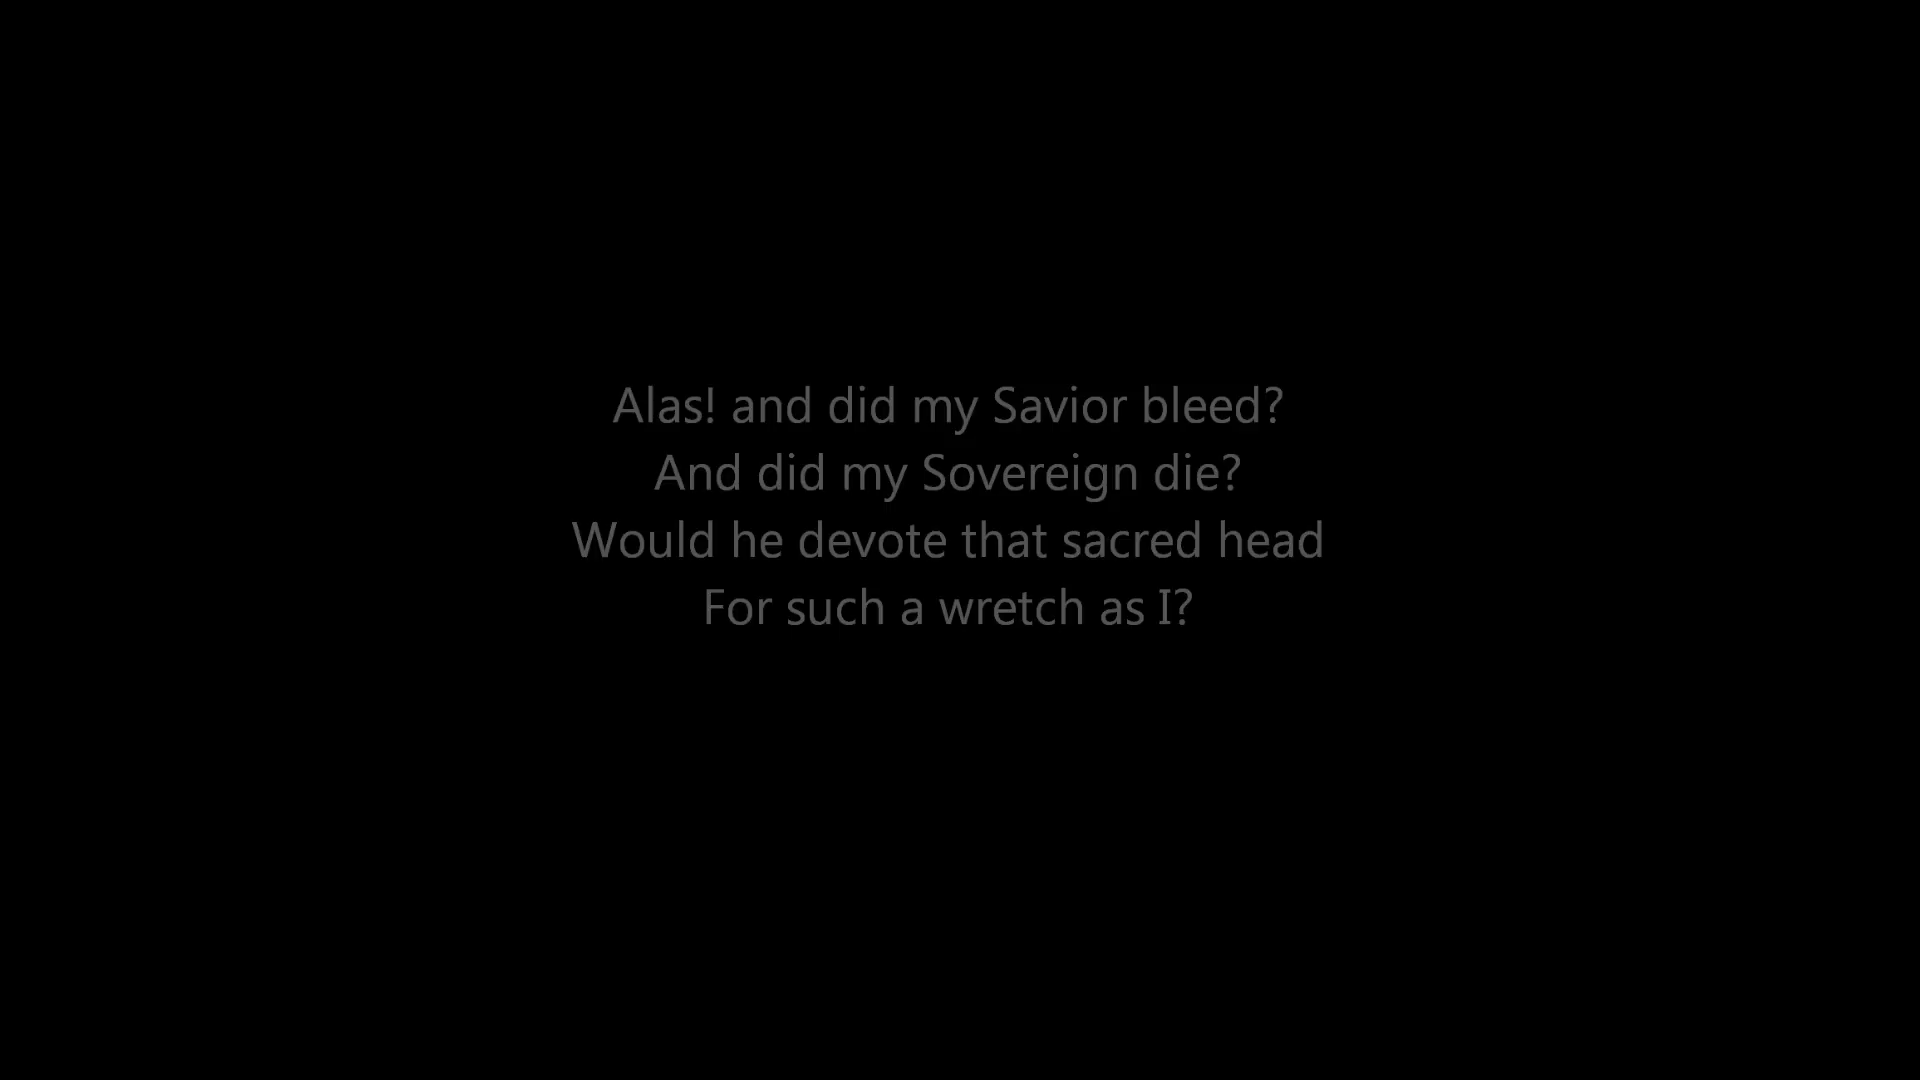 Alas! and did my Savior bleed?
And did my Sovereign die?
Would he devote that sacred head
For such a wretch as I?